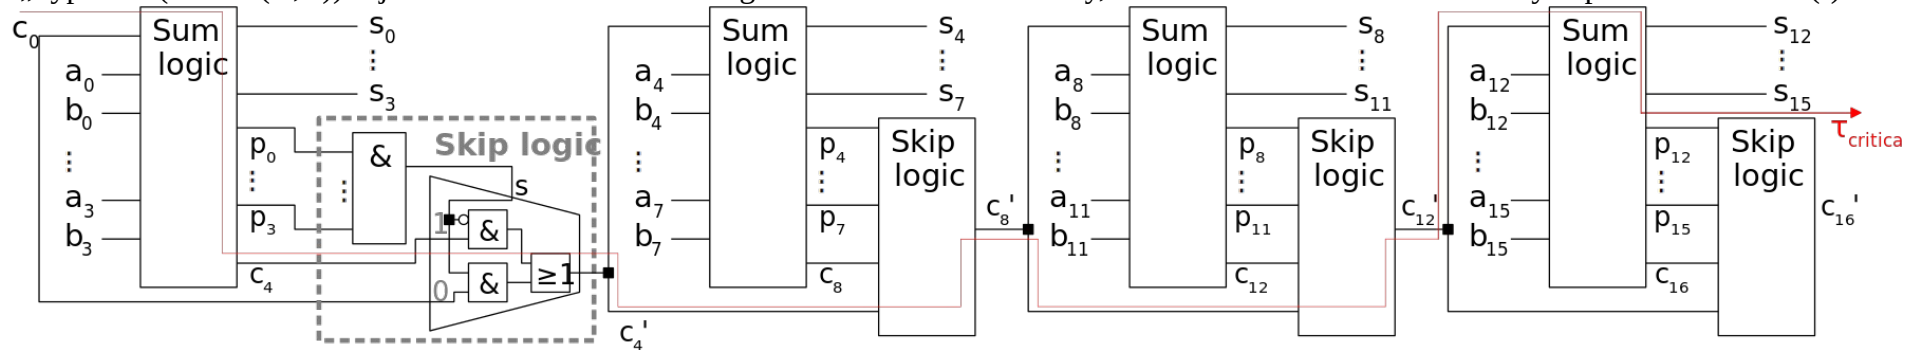 c0
Sum
logic
a0
b0
⋮
a3
b3
s0
⋮
s3
p0
⋮
p3
c4
Skip logic
&
⋮
s
1
&
0
&
≥1
c4'
a4
b4
⋮
a7
b7
Sum
logic
s4
⋮
s7
p4
⋮
p7
c8
Skip
logic
c8'
a8
b8
⋮
a11
b11
Sum
logic
s8
⋮
s11
p8
⋮
p11
c12
Skip
logic
c12'
a12
b12
⋮
a15
b15
Sum
logic
s12
⋮
s15
τcritica
p12
⋮
p15
c16
Skip
logic
c16'